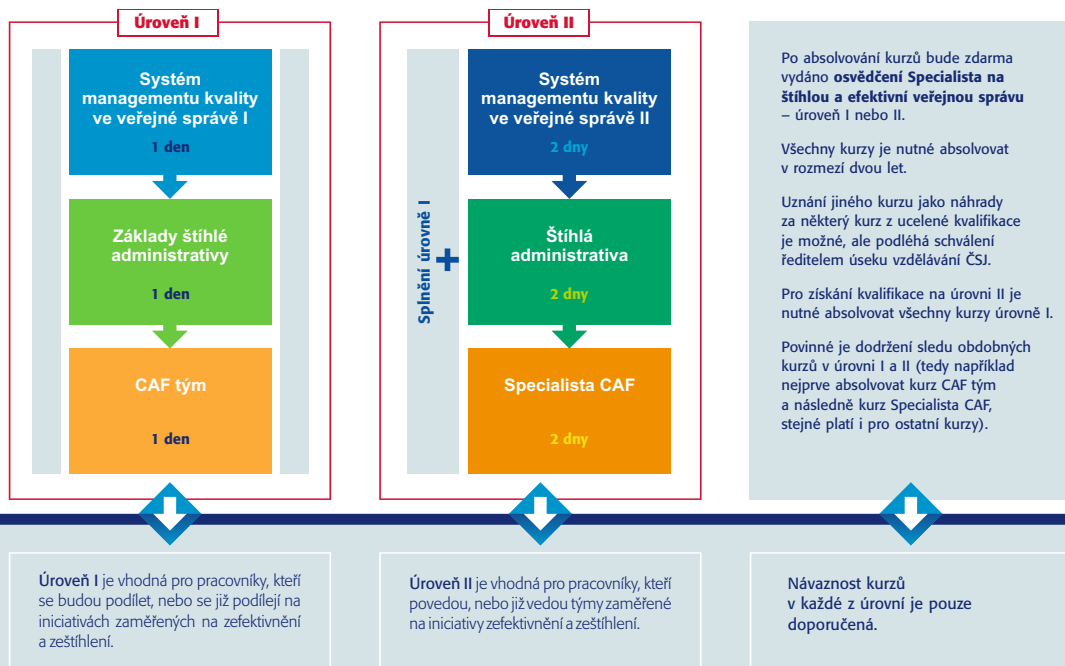 Úroveň I
Systém
managementu kvality
ve veřejné správě I
1 den
Základy štíhlé
administrativy
1 den
CAF tým
1 den
Úroveň II
Splnění úrovně I
+
Systém
managementu kvality
ve veřejné správě II
2 dny
Štíhlá
administrativa
2 dny
Specialista CAF
2 dny
Po absolvování kurzů bude zdarma
vydáno osvědčení Specialista na
štíhlou a efektivní veřejnou správu
– úroveň I nebo II.
Všechny kurzy je nutné absolvovat
v rozmezí dvou let.
Uznání jiného kurzu jako náhrady
za některý kurz z ucelené kvalifikace
je možné, ale podléhá schválení
ředitelem úseku vzdělávání ČSJ.
Pro získání kvalifikace na úrovni II je
nutné absolvovat všechny kurzy úrovně I.
Povinné je dodržení sledu obdobných
kurzů v úrovni I a II (tedy například
nejprve absolvovat kurz CAF tým
a následně kurz Specialista CAF,
stejné platí i pro ostatní kurzy).
Úroveň I je vhodná pro pracovníky, kteří
se budou podílet, nebo se již podílejí na
iniciativách zaměřených na zefektivnění
a zeštíhlení.
Úroveň II je vhodná pro pracovníky, kteří
povedou, nebo již vedou týmy zaměřené
na iniciativy zefektivnění a zeštíhlení.
Návaznost kurzů
v každé z úrovní je pouze
doporučená.